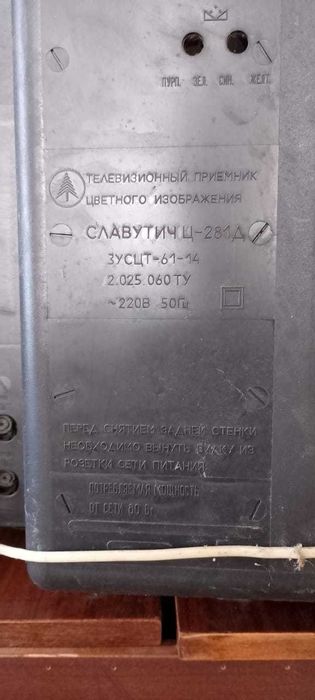 ПУРП. ЗЕЛ. СИН. ЖЕЛТ.
ТЕЛЕВИЗИОННЫЙ ПРИЕМНИК
ЦВЕТНОГО ИЗОБРАЖЕНИЯ
СЛАВУТИЧ Ц-281Д
3УСЦТ-61-14
2.025.060 ТУ
~220В 50Гц
ПЕРЕД СНЯТИЕМ ЗАДНЕЙ СТЕНКИ
НЕОБХОДИМО ВЫНУТЬ ВИЛКУ ИЗ
РОЗЕТКИ СЕТИ ПИТАНИЯ
ПОТРЕБЛЯЕМАЯ МОЩНОСТЬ
ОТ СЕТИ 80 Вт